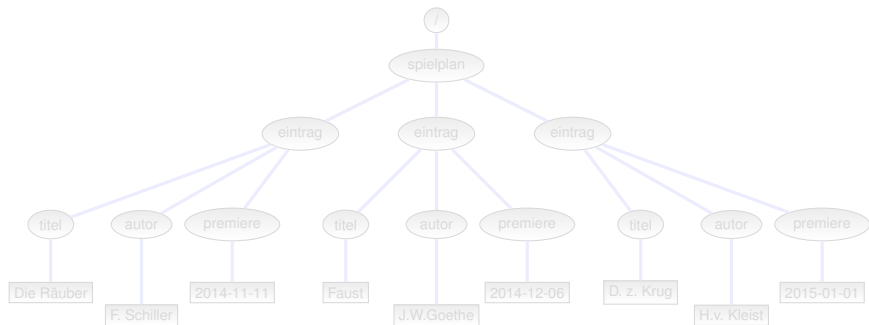 /
spielplan
eintrag eintrag eintrag
titel autor premiere titel autor premiere titel autor premiere
Die Räuber 2014-11-11 Faust 2014-12-06 D. z. Krug 2015-01-01
F. Schiller J.W.Goethe H.v. Kleist